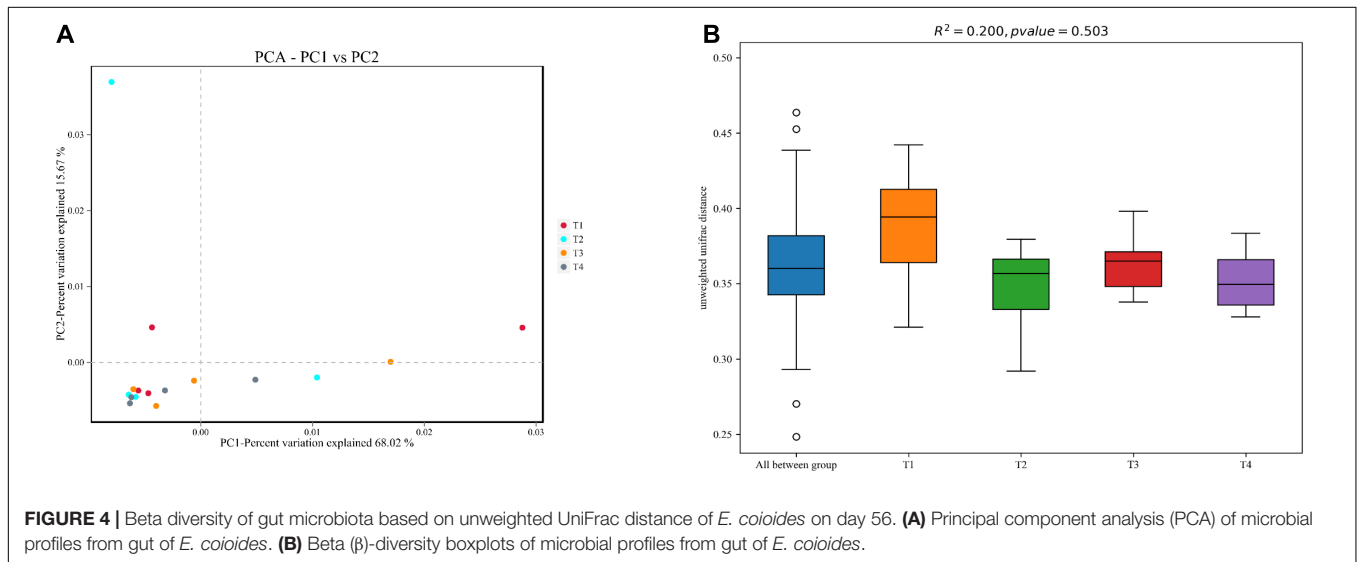 A
PCA - PC1 vs PC2
PC2-Percent variation explained 15.67 %
0.03
0.02
0.01
0.00
0.00 0.01 0.02 0.03
PC1-Percent variation explained 68.02 %
T1
T2
T3
T4
B
R² = 0.200, pvalue = 0.503
unweighted unifrac distance
0.50
0.45
0.40
0.35
0.30
0.25
All between group T1 T2 T3 T4
FIGURE 4 | Beta diversity of gut microbiota based on unweighted UniFrac distance of E. coioides on day 56. (A) Principal component analysis (PCA) of microbial
profiles from gut of E. coioides. (B) Beta (β)-diversity boxplots of microbial profiles from gut of E. coioides.